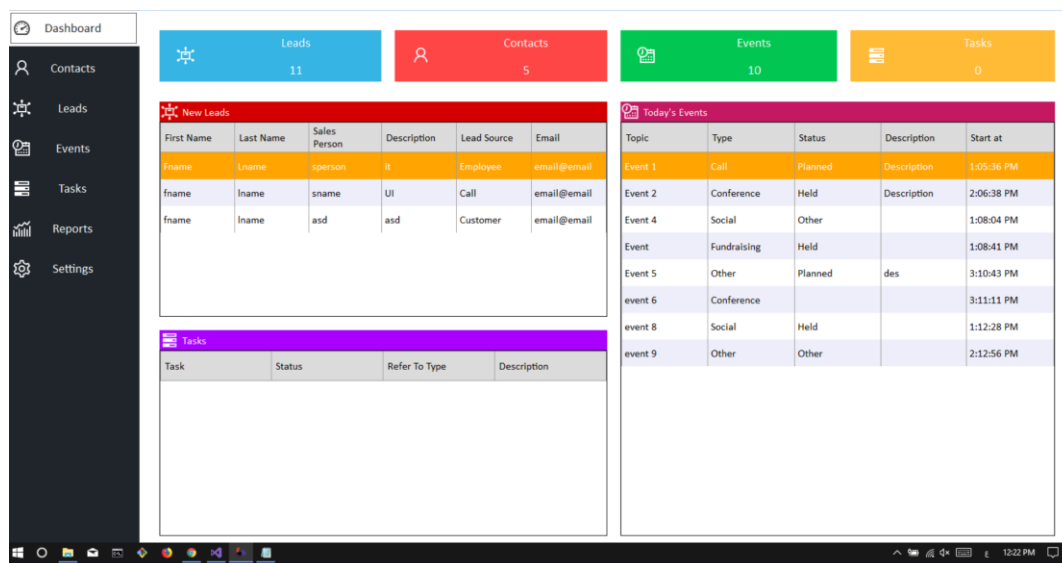 Dashboard
Contacts
Leads
Events
Tasks
Reports
Settings
Leads
11
Contacts
5
Events
10
Tasks
0
New Leads
First Name Last Name Sales Person Description Lead Source Email
Fname Lname sperson it Employee email@email
fname lname sname UI Call email@email
fname lname asd asd Customer email@email
Tasks
Task Status Refer To Type Description
Today's Events
Topic Type Status Description Start at
Event 1 Call Planned Description 1:05:36 PM
Event 2 Conference Held Description 2:06:38 PM
Event 4 Social Other 1:08:04 PM
Event Fundraising Held 1:08:41 PM
Event 5 Other Planned des 3:10:43 PM
event 6 Conference 3:11:11 PM
event 8 Social Held 1:12:28 PM
event 9 Other Other 2:12:56 PM
ع 12:22 PM